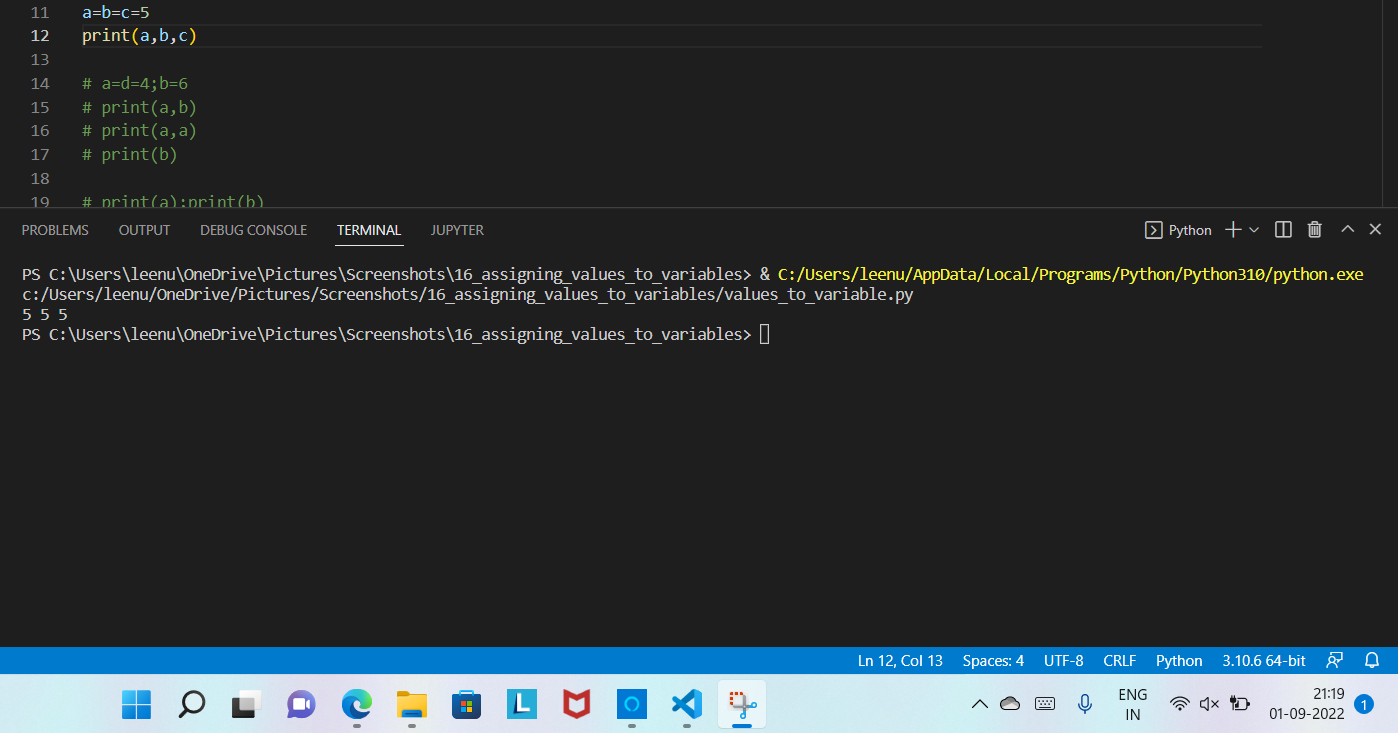 11 a=b=c=5
12 print(a,b,c)
13
14 # a=d=4;b=6
15 # print(a,b)
16 # print(a,a)
17 # print(b)
18
19 # print(a);print(b)
PROBLEMS OUTPUT DEBUG CONSOLE TERMINAL JUPYTER Python
PS C:\Users\leenu\OneDrive\Pictures\Screenshots\16_assigning_values_to_variables> & C:/Users/leenu/AppData/Local/Programs/Python/Python310/python.exe
c:/Users/leenu/OneDrive/Pictures/Screenshots/16_assigning_values_to_variables/values_to_variable.py
5 5 5
PS C:\Users\leenu\OneDrive\Pictures\Screenshots\16_assigning_values_to_variables>
Ln 12, Col 13 Spaces: 4 UTF-8 CRLF Python 3.10.6 64-bit
L ENG 21:19
IN 01-09-2022 1